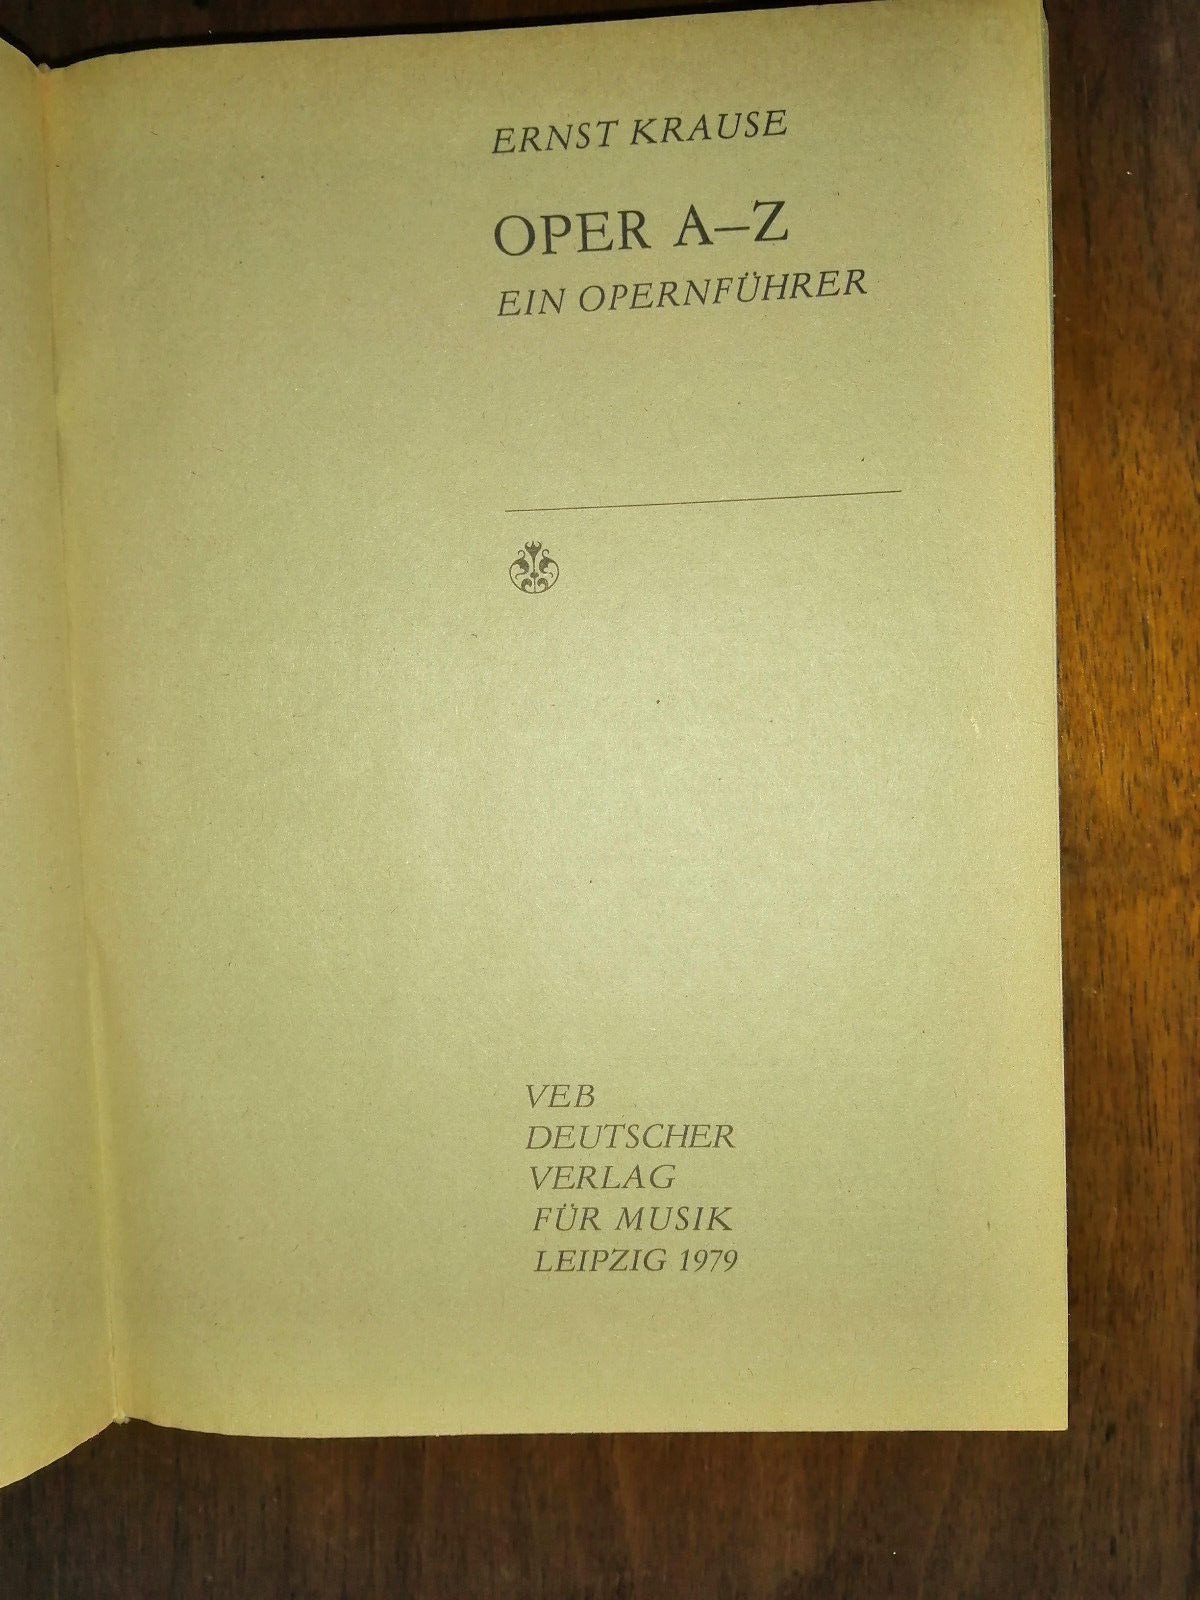 ERNST KRAUSE
OPER A–Z
EIN OPERNFÜHRER
VEB
DEUTSCHER
VERLAG
FÜR MUSIK
LEIPZIG 1979